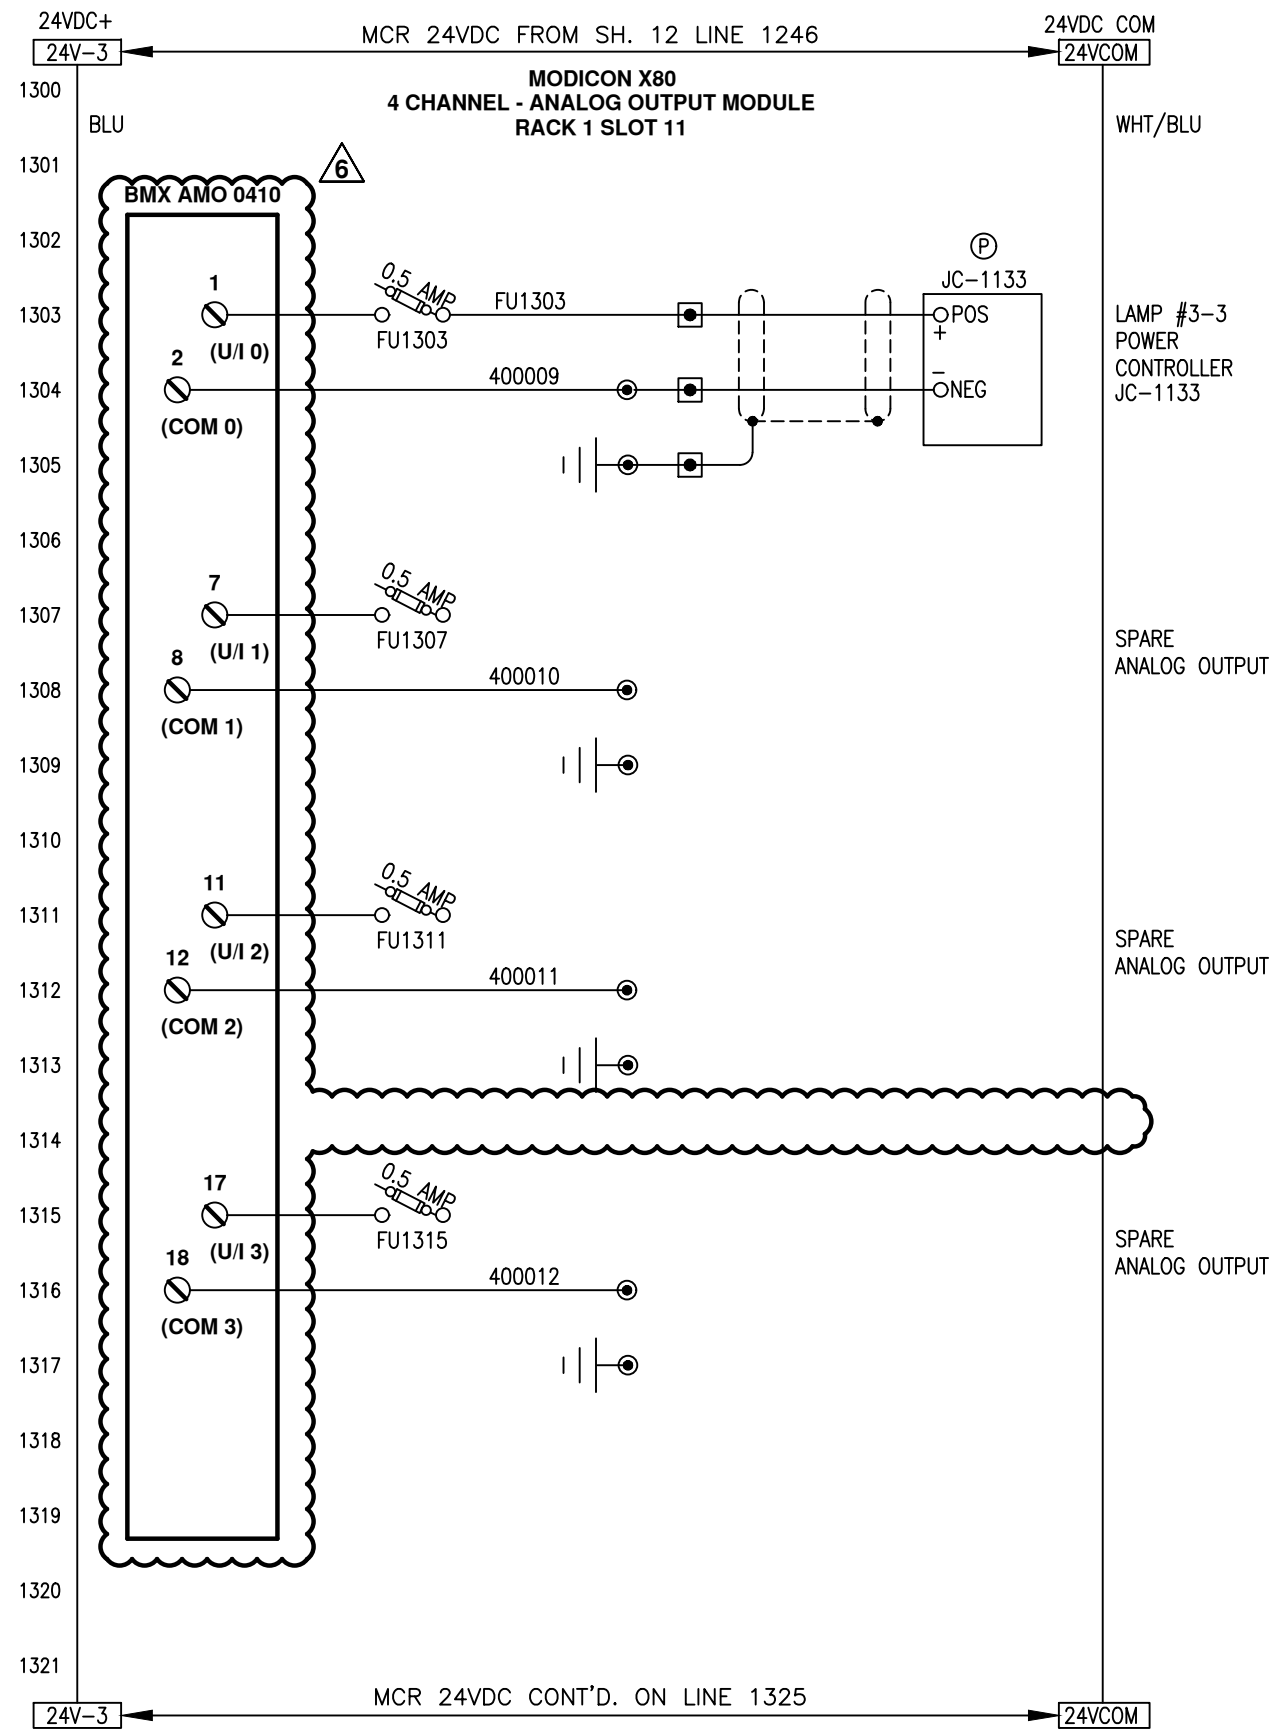 24VDC+
24VDC COM
24V-3
MCR 24VDC FROM SH. 12 LINE 1246
24VCOM
MODICON X80
4 CHANNEL - ANALOG OUTPUT MODULE
RACK 1 SLOT 11
1300
BLU
WHT/BLU
1301
6
BMX AMO 0410
1302
P
JC-1133
1
0.5 AMP
FU1303
1303
POS
+
LAMP #3-3
POWER
CONTROLLER
JC-1133
FU1303
(U/I 0)
2
400009
1304
–
NEG
(COM 0)
1305
1306
7
0.5 AMP
1307
FU1307
(U/I 1)
SPARE
ANALOG OUTPUT
8
400010
1308
(COM 1)
1309
1310
11
0.5 AMP
1311
FU1311
(U/I 2)
SPARE
ANALOG OUTPUT
12
400011
1312
(COM 2)
1313
1314
17
0.5 AMP
1315
FU1315
(U/I 3)
SPARE
ANALOG OUTPUT
18
400012
1316
(COM 3)
1317
1318
1319
1320
1321
24V-3
MCR 24VDC CONT'D. ON LINE 1325
24VCOM